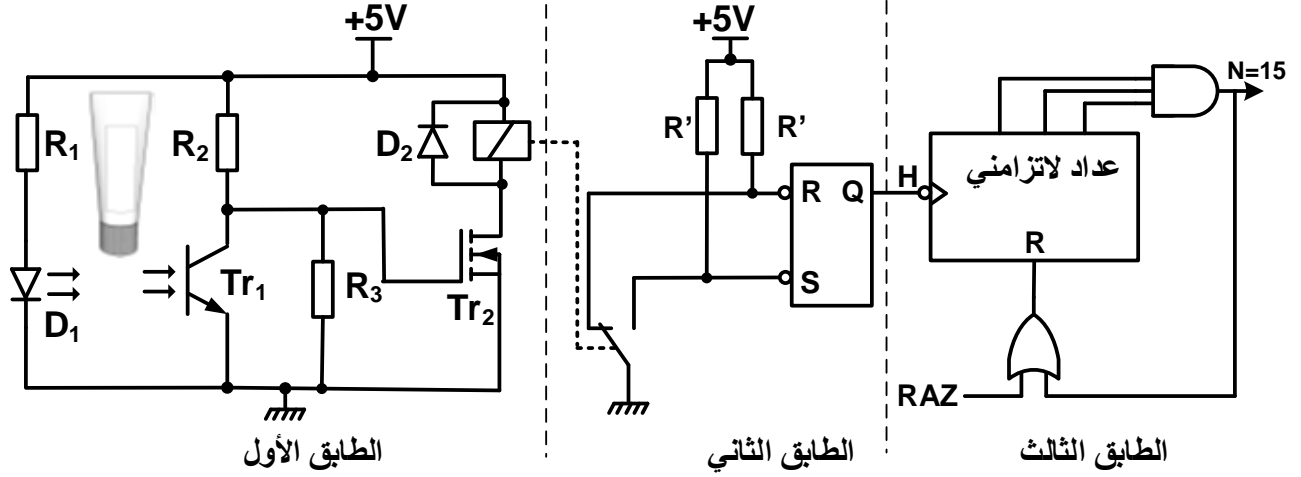 +5V
+5V
N=15
R1
R2
D2
R'
R'
R
Q
H
عداد لاتزامني
R
Tr1
R3
S
D1
Tr2
RAZ
الطابق الأول
الطابق الثاني
الطابق الثالث